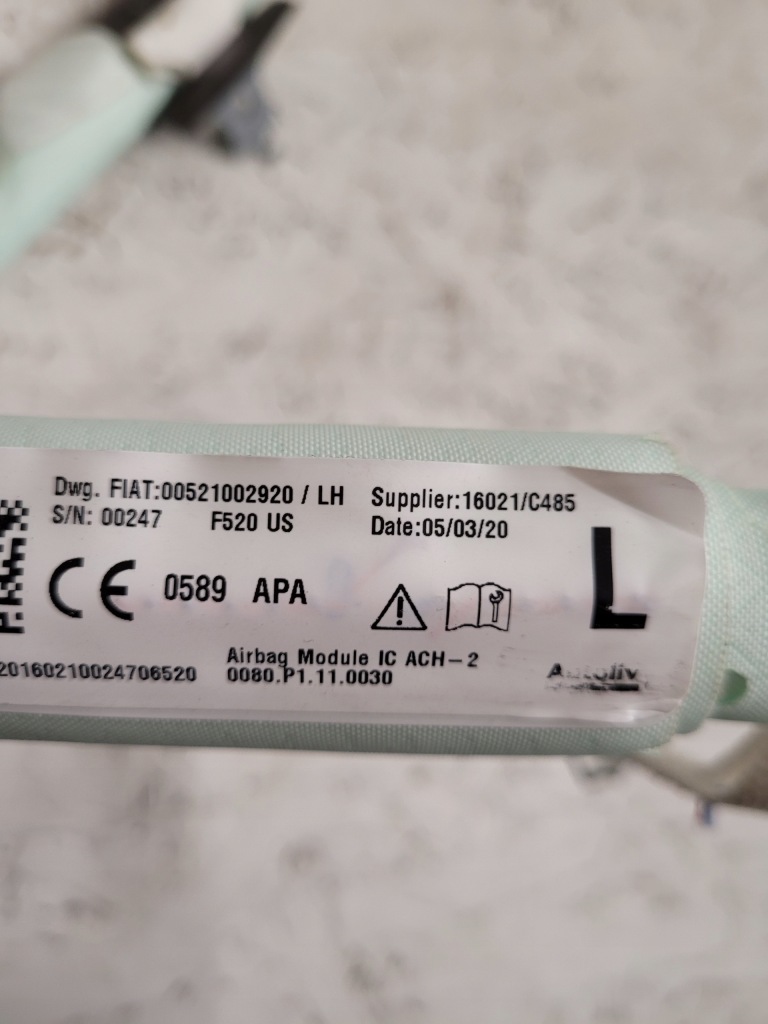 Dwg. FIAT:00521002920 / LH
S/N: 00247 F520 US
Supplier:16021/C485
Date:05/03/20
CE 0589 APA
L
20160210024706520
Airbag Module IC ACH-2
0080.P1.11.0030
Autoliv